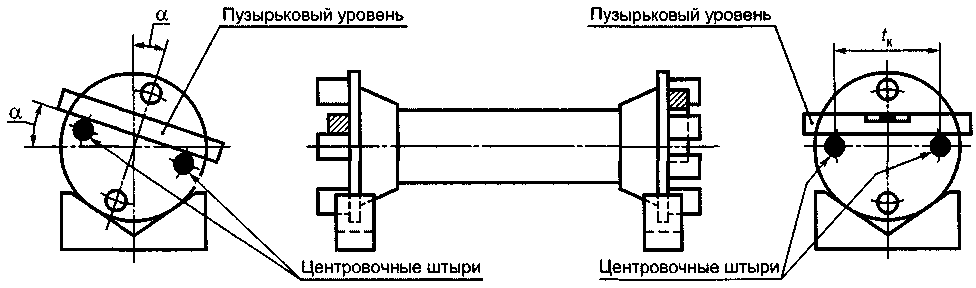 α
Пузырьковый уровень
α
Центровочные штыри
Пузырьковый уровень
tк
Центровочные штыри